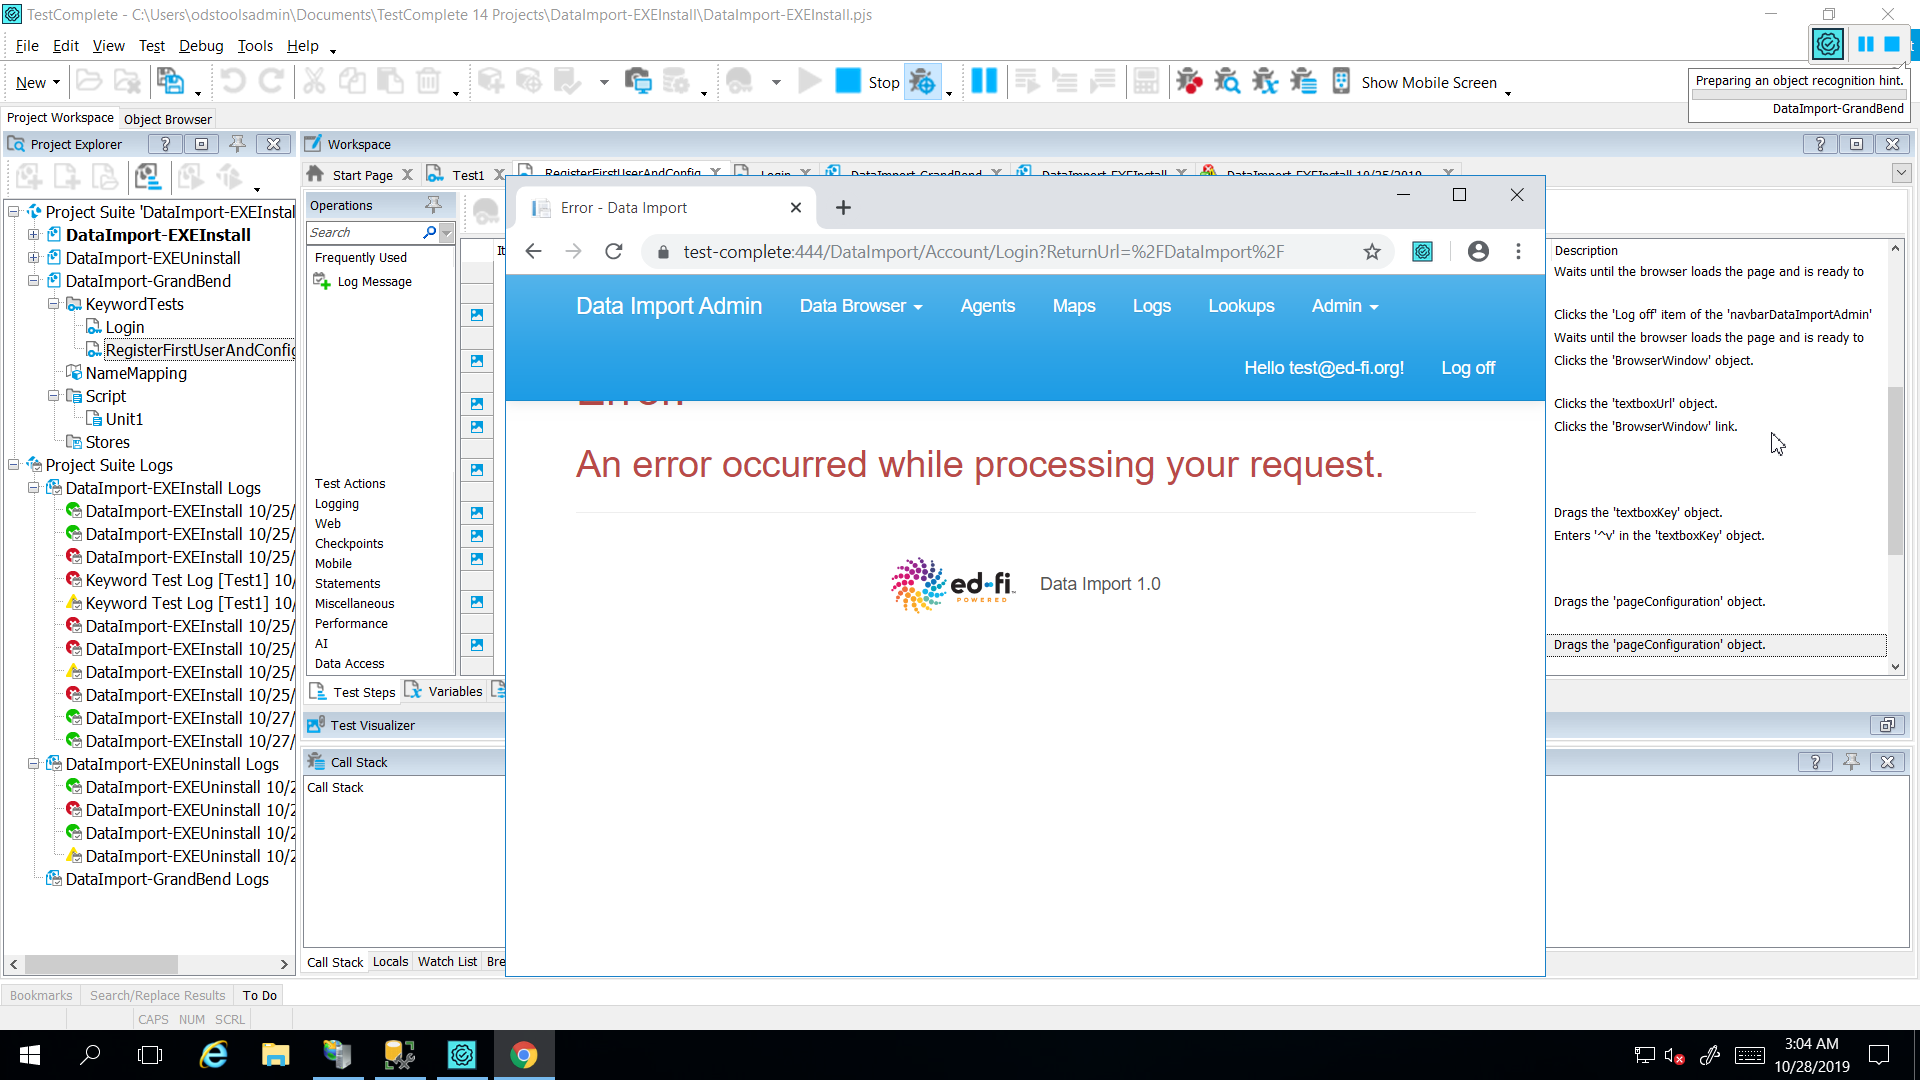 TestComplete - C:\Users\odstoolsadmin\Documents\TestComplete 14 Projects\DataImport-EXEInstall\DataImport-EXEInstall.pjs
File Edit View Test Debug Tools Help
New Stop Show Mobile Screen
Preparing an object recognition hint.
DataImport-GrandBend
Project Workspace Object Browser
Project Explorer
Workspace
Start Page Test1 RegisterFirstUserAndConfig Login DataImport-GrandBend DataImport-EXEInstall DataImport-EXEInstall 10/25/2019
Project Suite 'DataImport-EXEInstal
DataImport-EXEInstall
DataImport-EXEUninstall
DataImport-GrandBend
KeywordTests
Login
RegisterFirstUserAndConfig
NameMapping
Script
Unit1
Stores
Project Suite Logs
DataImport-EXEInstall Logs
DataImport-EXEInstall 10/25/
DataImport-EXEInstall 10/25/
DataImport-EXEInstall 10/25/
Keyword Test Log [Test1] 10/
Keyword Test Log [Test1] 10/
DataImport-EXEInstall 10/25/
DataImport-EXEInstall 10/25/
DataImport-EXEInstall 10/25/
DataImport-EXEInstall 10/25/
DataImport-EXEInstall 10/27/
DataImport-EXEInstall 10/27/
DataImport-EXEUninstall Logs
DataImport-EXEUninstall 10/2
DataImport-EXEUninstall 10/2
DataImport-EXEUninstall 10/2
DataImport-EXEUninstall 10/2
DataImport-GrandBend Logs
Operations
Search
Frequently Used
Log Message
Test Actions
Logging
Web
Checkpoints
Mobile
Statements
Miscellaneous
Performance
AI
Data Access
Test Steps Variables
Test Visualizer
Call Stack
Call Stack
Call Stack Locals Watch List Bre
It
Error - Data Import
test-complete:444/DataImport/Account/Login?ReturnUrl=%2FDataImport%2F
Data Import Admin Data Browser Agents Maps Logs Lookups Admin
Hello test@ed-fi.org! Log off
Error.
An error occurred while processing your request.
ed-fi
POWERED
Data Import 1.0
Description
Waits until the browser loads the page and is ready to
Clicks the 'Log off' item of the 'navbarDataImportAdmin'
Waits until the browser loads the page and is ready to
Clicks the 'BrowserWindow' object.
Clicks the 'textboxUrl' object.
Clicks the 'BrowserWindow' link.
Drags the 'textboxKey' object.
Enters '^v' in the 'textboxKey' object.
Drags the 'pageConfiguration' object.
Drags the 'pageConfiguration' object.
Bookmarks Search/Replace Results To Do
CAPS NUM SCRL
3:04 AM
10/28/2019